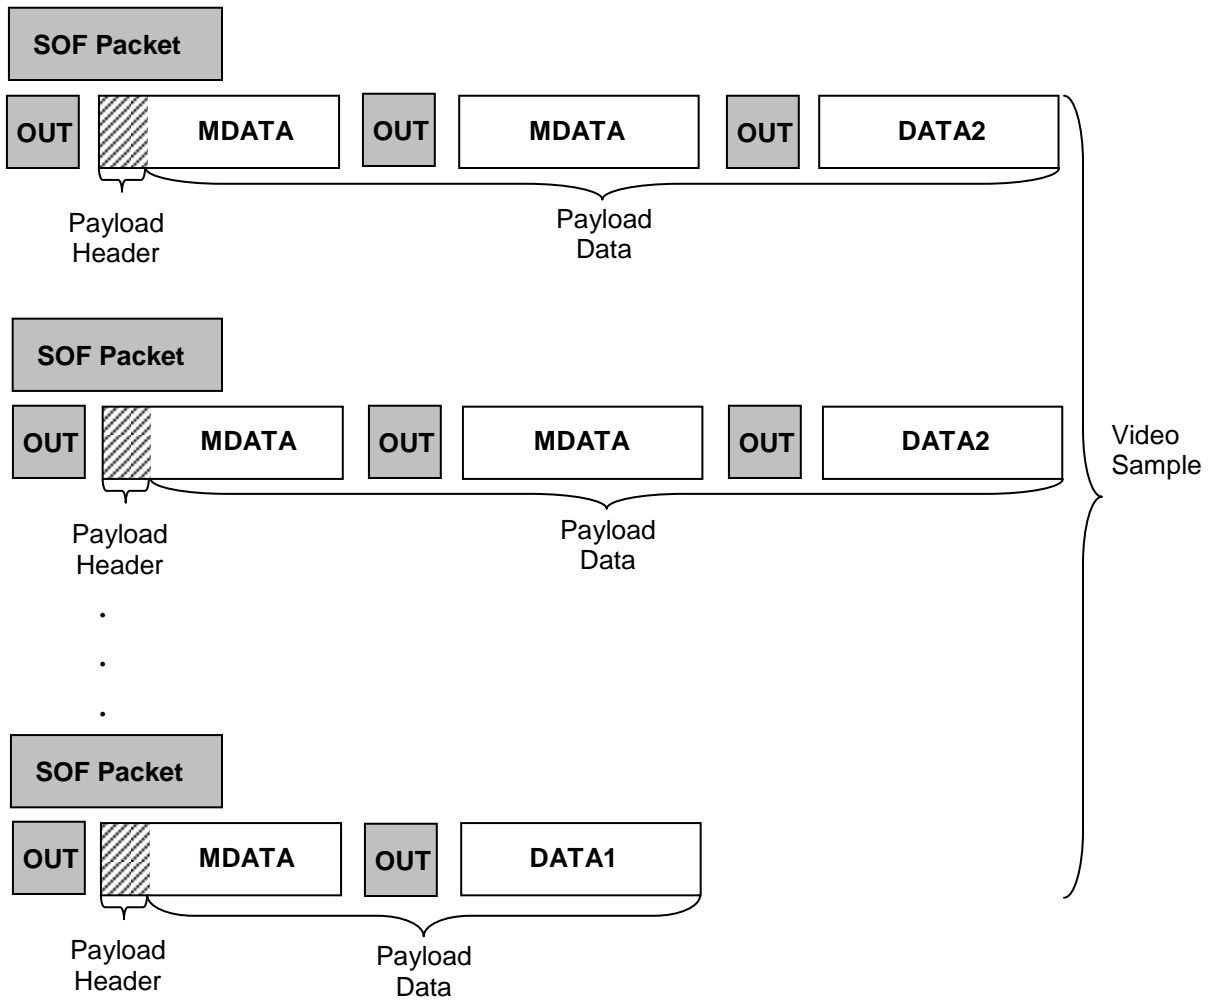 SOF Packet
OUT MDATA OUT MDATA OUT DATA2
Payload
Header
Payload
Data
SOF Packet
OUT MDATA OUT MDATA OUT DATA2
Video
Sample
Payload
Header
Payload
Data
.
.
.
SOF Packet
OUT MDATA OUT DATA1
Payload
Header
Payload
Data